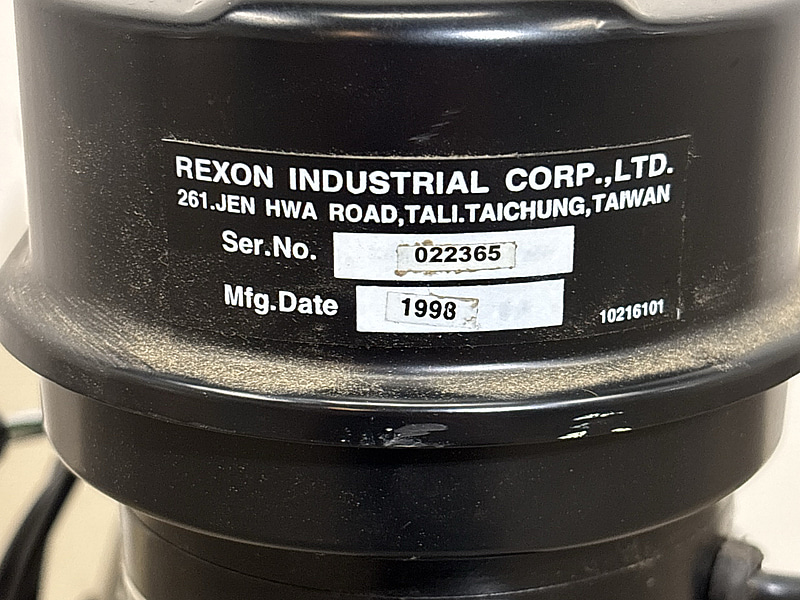 REXON INDUSTRIAL CORP.,LTD.
261.JEN HWA ROAD,TALI.TAICHUNG,TAIWAN
Ser.No. 022365
Mfg.Date 1998
10216101